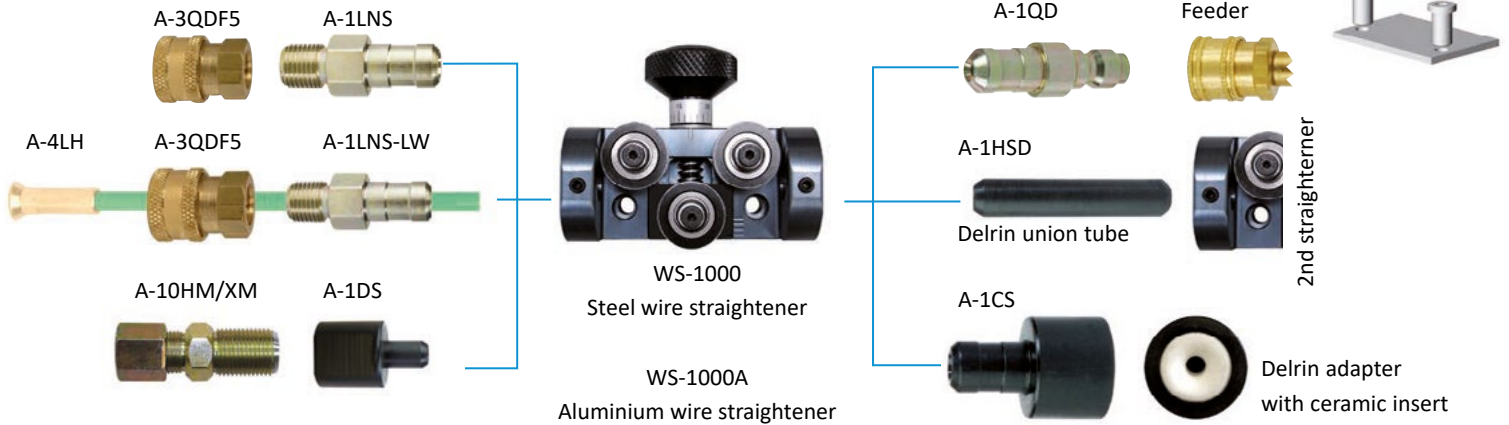 A-3QDF5
A-1LNS
A-1QD
Feeder
A-4LH
A-3QDF5
A-1LNS-LW
A-1HSD
Delrin union tube
2nd straighterner
A-10HM/XM
A-1DS
WS-1000
Steel wire straightener
A-1CS
WS-1000A
Aluminium wire straightener
Delrin adapter
with ceramic insert